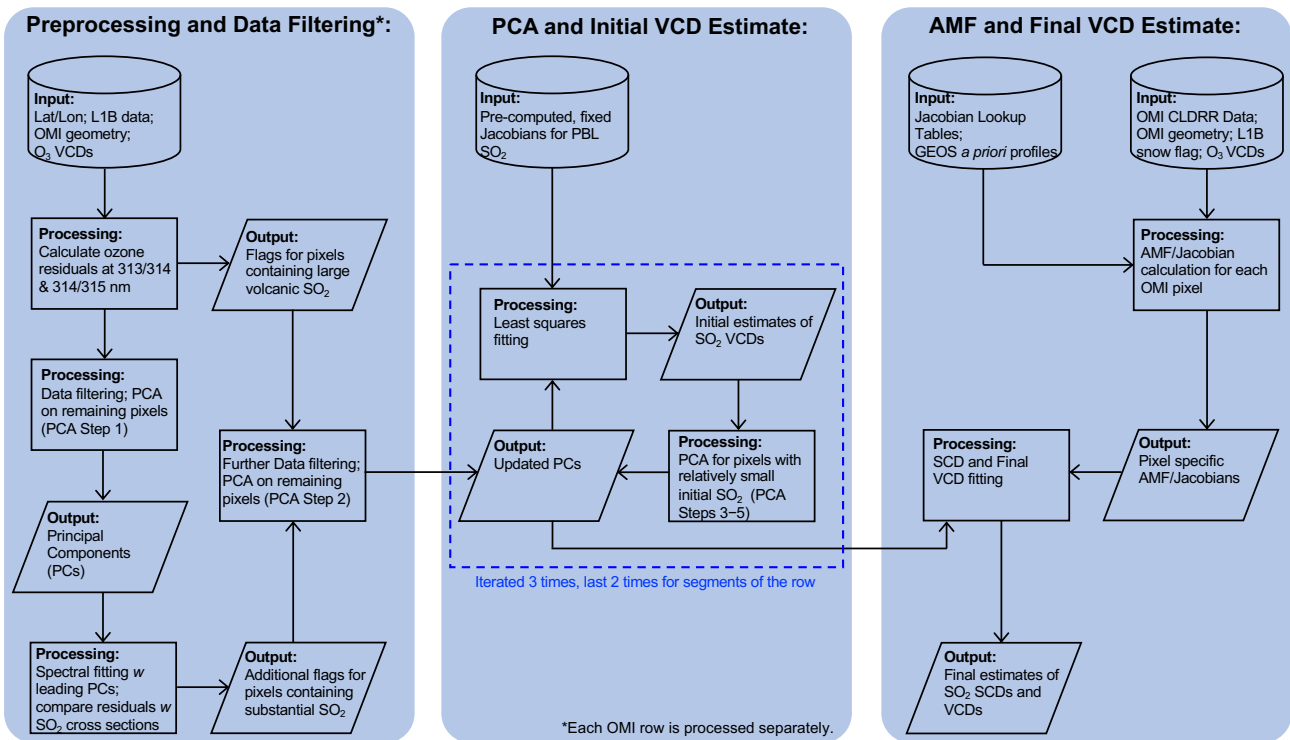 Preprocessing and Data Filtering*:
Input:
Lat/Lon; L1B data;
OMI geometry;
O₃ VCDs
Processing:
Calculate ozone
residuals at 313/314
& 314/315 nm
Output:
Flags for pixels
containing large
volcanic SO₂
Processing:
Data filtering; PCA
on remaining pixels
(PCA Step 1)
Output:
Principal
Components
(PCs)
Processing:
Spectral fitting w
leading PCs;
compare residuals w
SO₂ cross sections
Output:
Additional flags for
pixels containing
substantial SO₂
Processing:
Further Data filtering;
PCA on remaining
pixels (PCA Step 2)
PCA and Initial VCD Estimate:
Input:
Pre-computed, fixed
Jacobians for PBL
SO₂
Processing:
Least squares
fitting
Output:
Initial estimates of
SO₂ VCDs
Processing:
PCA for pixels with
relatively small
initial SO₂ (PCA
Steps 3−5)
Output:
Updated PCs
Iterated 3 times, last 2 times for segments of the row
*Each OMI row is processed separately.
AMF and Final VCD Estimate:
Input:
Jacobian Lookup
Tables;
GEOS a priori profiles
Input:
OMI CLDRR Data;
OMI geometry; L1B
snow flag; O₃ VCDs
Processing:
AMF/Jacobian
calculation for each
OMI pixel
Output:
Pixel specific
AMF/Jacobians
Processing:
SCD and Final
VCD fitting
Output:
Final estimates of
SO₂ SCDs and
VCDs